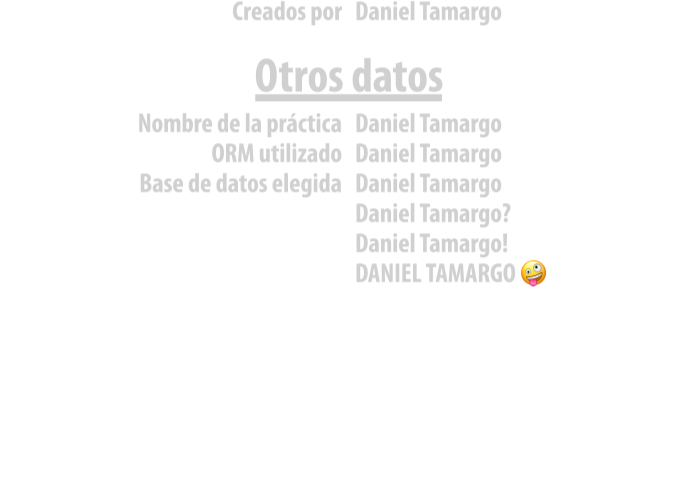 Creados por Daniel Tamargo
Otros datos
Nombre de la práctica Daniel Tamargo
ORM utilizado Daniel Tamargo
Base de datos elegida Daniel Tamargo
Daniel Tamargo?
Daniel Tamargo!
DANIEL TAMARGO 🤪